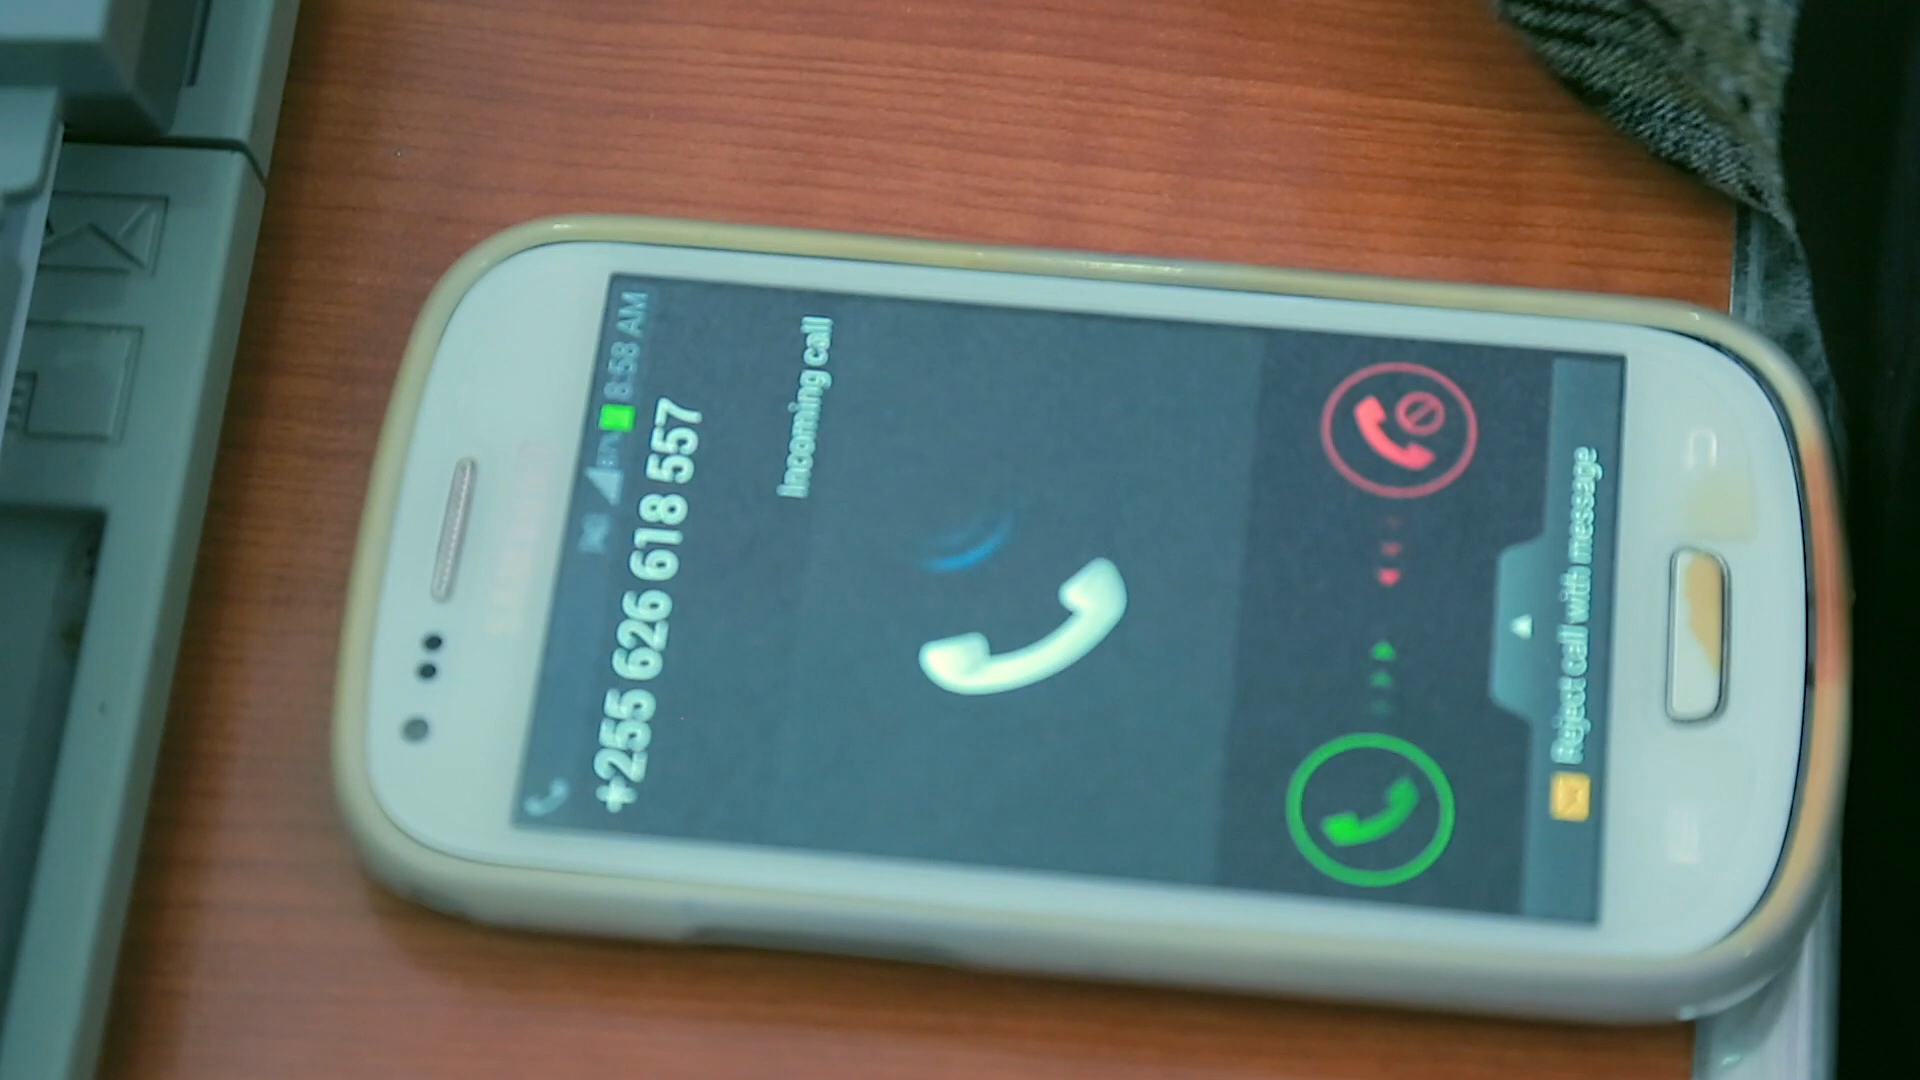 8:58 AM
+255 626 618 557
Incoming call
Reject call with message